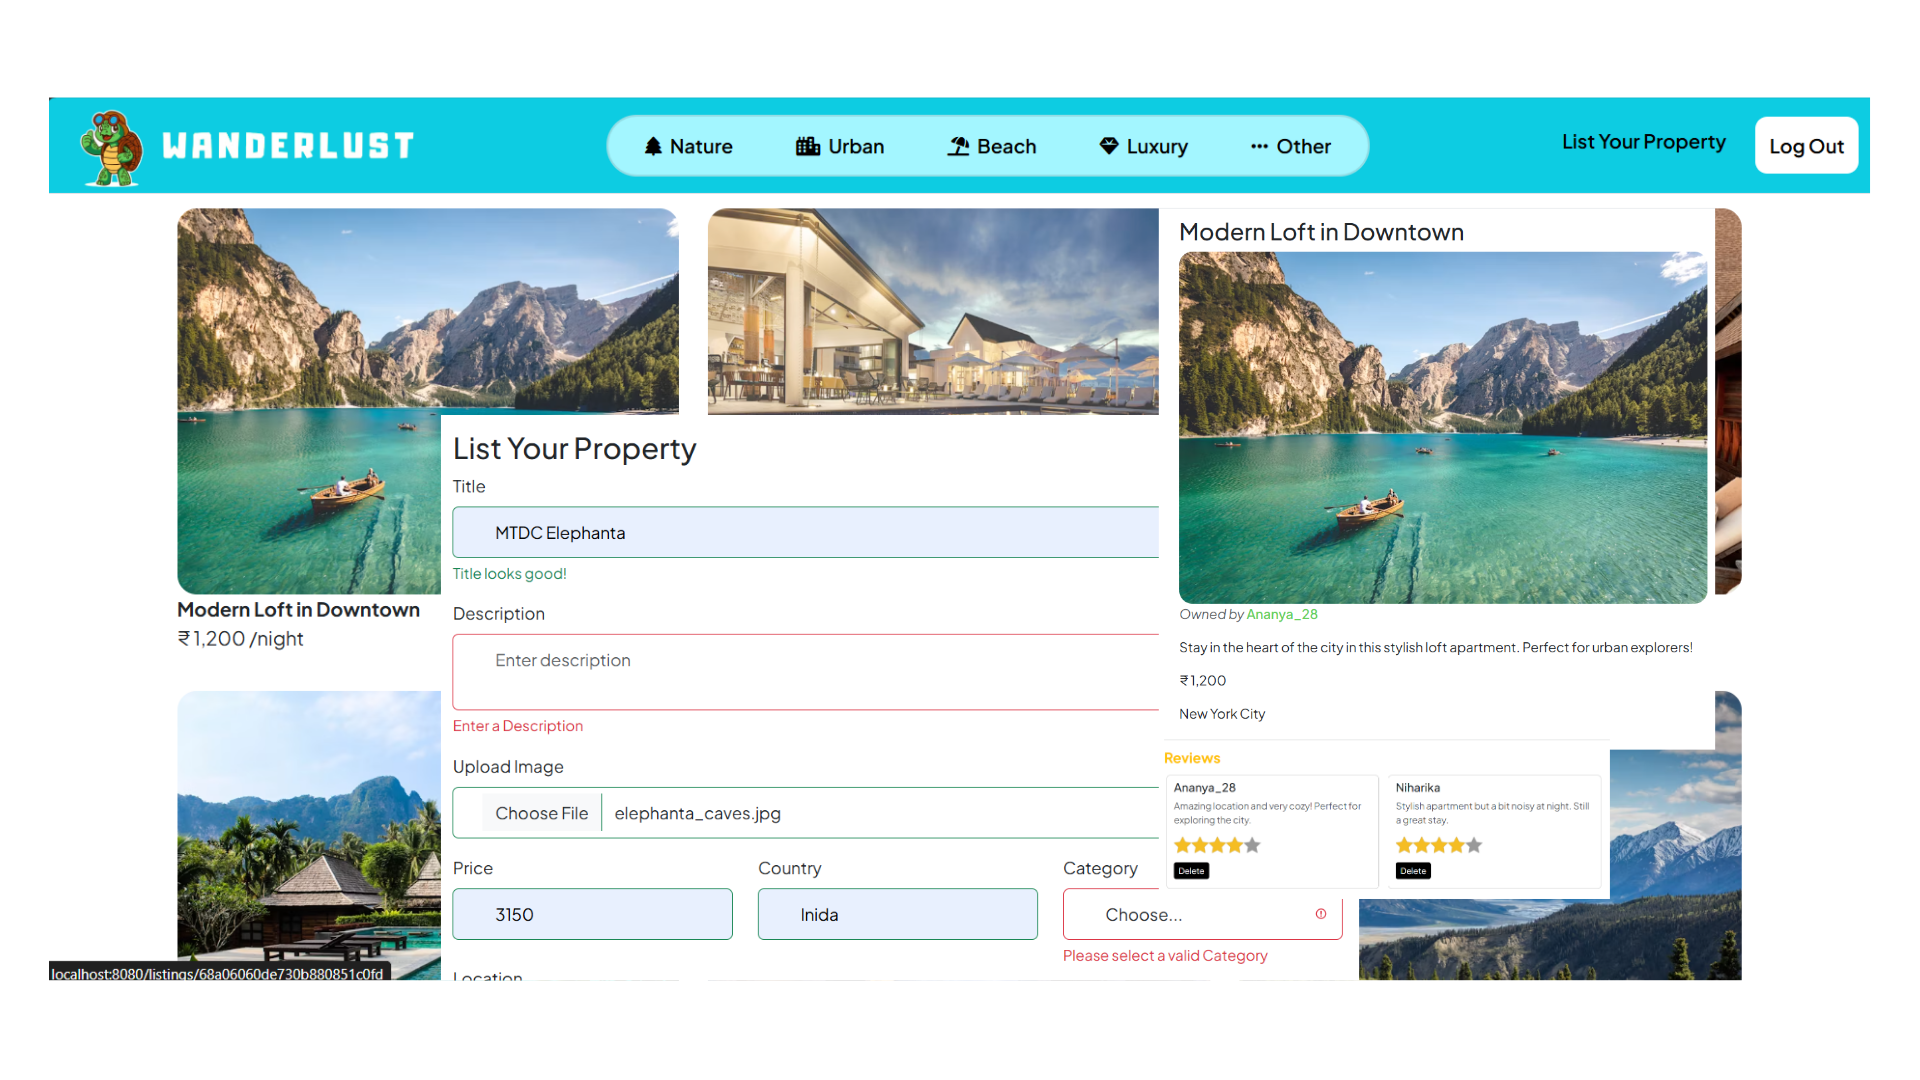 WANDERLUST
Nature
Urban
Beach
Luxury
Other
List Your Property
Log Out
Modern Loft in Downtown
₹1,200 /night
List Your Property
Title
MTDC Elephanta
Title looks good!
Description
Enter description
Enter a Description
Upload Image
Choose File
elephanta_caves.jpg
Price
Country
Category
3150
Inida
Choose...
Please select a valid Category
Location
Modern Loft in Downtown
Owned by Ananya_28
Stay in the heart of the city in this stylish loft apartment. Perfect for urban explorers!
₹1,200
New York City
Reviews
Ananya_28
Amazing location and very cozy! Perfect for
exploring the city.
Delete
Niharika
Stylish apartment but a bit noisy at night. Still
a great stay.
Delete
localhost:8080/listings/68a06060de730b880851c0fd